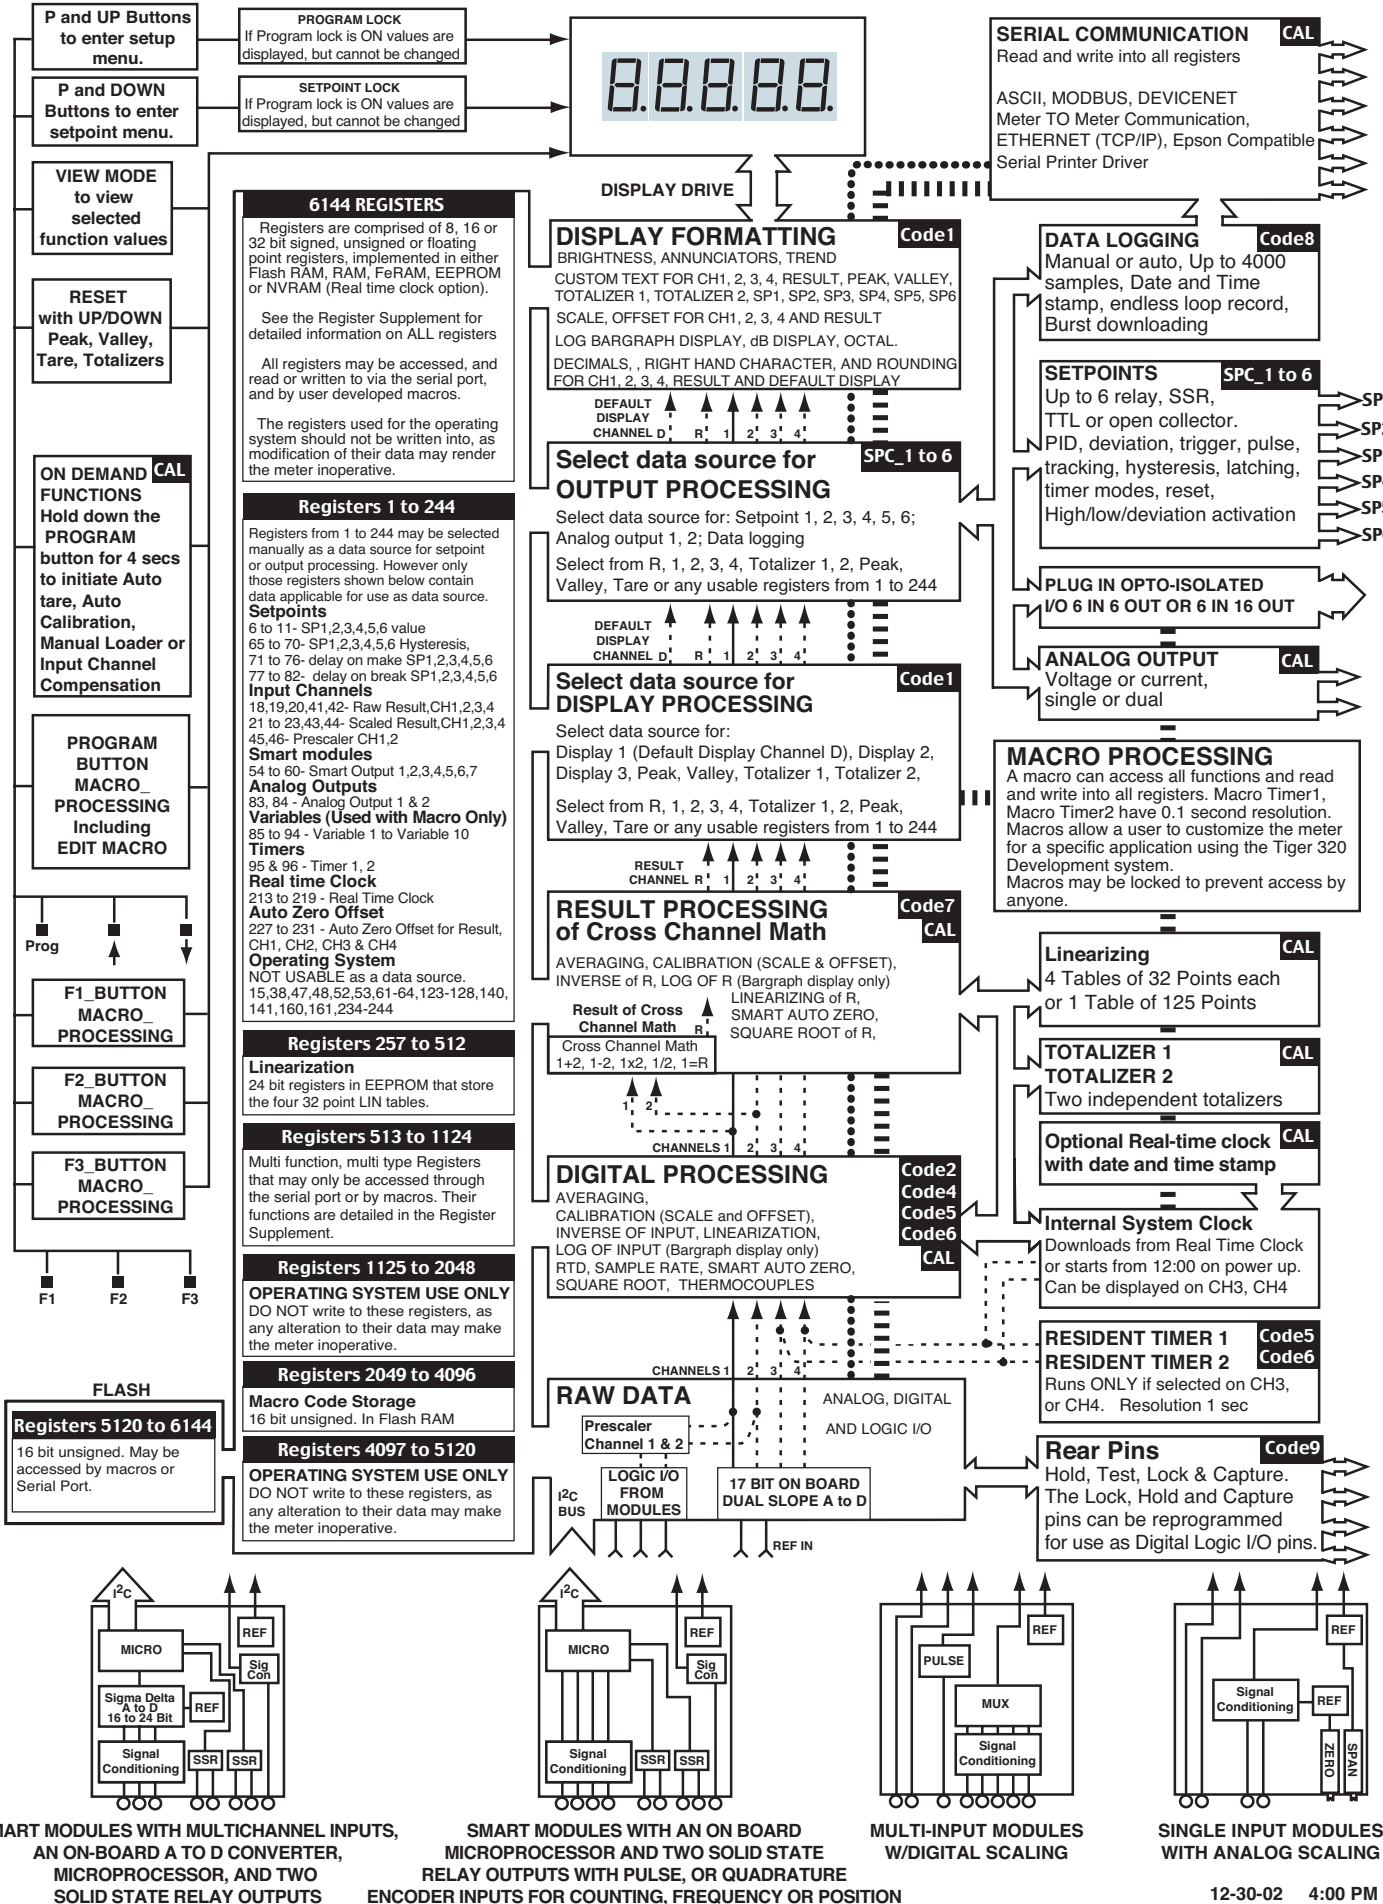 P and UP Buttons
to enter setup
menu.
PROGRAM LOCK
If Program lock is ON values are
displayed, but cannot be changed
P and DOWN
Buttons to enter
setpoint menu.
SETPOINT LOCK
If Program lock is ON values are
displayed, but cannot be changed
VIEW MODE
to view
selected
function values
RESET
with UP/DOWN
Peak, Valley,
Tare, Totalizers
ON DEMAND CAL
FUNCTIONS
Hold down the
PROGRAM
button for 4 secs
to initiate Auto
tare, Auto
Calibration,
Manual Loader or
Input Channel
Compensation
PROGRAM
BUTTON
MACRO_
PROCESSING
Including
EDIT MACRO
Prog
F1_BUTTON
MACRO_
PROCESSING
F2_BUTTON
MACRO_
PROCESSING
F3_BUTTON
MACRO_
PROCESSING
F1 F2 F3
FLASH
Registers 5120 to 6144
16 bit unsigned. May be
accessed by macros or
Serial Port.
6144 REGISTERS
Registers are comprised of 8, 16 or
32 bit signed, unsigned or floating
point registers, implemented in either
Flash RAM, RAM, FeRAM, EEPROM
or NVRAM (Real time clock option).
See the Register Supplement for
detailed information on ALL registers
All registers may be accessed, and
read or written to via the serial port,
and by user developed macros.
The registers used for the operating
system should not be written into, as
modification of their data may render
the meter inoperative.
Registers 1 to 244
Registers from 1 to 244 may be selected
manually as a data source for setpoint
or output processing. However only
those registers shown below contain
data applicable for use as data source.
Setpoints
6 to 11- SP1,2,3,4,5,6 value
65 to 70- SP1,2,3,4,5,6 Hysteresis,
71 to 76- delay on make SP1,2,3,4,5,6
77 to 82- delay on break SP1,2,3,4,5,6
Input Channels
18,19,20,41,42- Raw Result,CH1,2,3,4
21 to 23,43,44- Scaled Result,CH1,2,3,4
45,46- Prescaler CH1,2
Smart modules
54 to 60- Smart Output 1,2,3,4,5,6,7
Analog Outputs
83, 84 - Analog Output 1 & 2
Variables (Used with Macro Only)
85 to 94 - Variable 1 to Variable 10
Timers
95 & 96 - Timer 1, 2
Real time Clock
213 to 219 - Real Time Clock
Auto Zero Offset
227 to 231 - Auto Zero Offset for Result,
CH1, CH2, CH3 & CH4
Operating System
NOT USABLE as a data source.
15,38,47,48,52,53,61-64,123-128,140,
141,160,161,234-244
Registers 257 to 512
Linearization
24 bit registers in EEPROM that store
the four 32 point LIN tables.
Registers 513 to 1124
Multi function, multi type Registers
that may only be accessed through
the serial port or by macros. Their
functions are detailed in the Register
Supplement.
Registers 1125 to 2048
OPERATING SYSTEM USE ONLY
DO NOT write to these registers, as
any alteration to their data may make
the meter inoperative.
Registers 2049 to 4096
Macro Code Storage
16 bit unsigned. In Flash RAM
Registers 4097 to 5120
OPERATING SYSTEM USE ONLY
DO NOT write to these registers, as
any alteration to their data may make
the meter inoperative.
8.8.8.8.8.
DISPLAY DRIVE
DISPLAY FORMATTING Code1
BRIGHTNESS, ANNUNCIATORS, TREND
CUSTOM TEXT FOR CH1, 2, 3, 4, RESULT, PEAK, VALLEY,
TOTALIZER 1, TOTALIZER 2, SP1, SP2, SP3, SP4, SP5, SP6
SCALE, OFFSET FOR CH1, 2, 3, 4 AND RESULT
LOG BARGRAPH DISPLAY, dB DISPLAY, OCTAL.
DECIMALS, , RIGHT HAND CHARACTER, AND ROUNDING
FOR CH1, 2, 3, 4, RESULT AND DEFAULT DISPLAY
DEFAULT
DISPLAY
CHANNEL D R 1 2 3 4
Select data source for SPC_1 to 6
OUTPUT PROCESSING
Select data source for: Setpoint 1, 2, 3, 4, 5, 6;
Analog output 1, 2; Data logging
Select from R, 1, 2, 3, 4, Totalizer 1, 2, Peak,
Valley, Tare or any usable registers from 1 to 244
DEFAULT
DISPLAY
CHANNEL D R 1 2 3 4
Select data source for Code1
DISPLAY PROCESSING
Select data source for:
Display 1 (Default Display Channel D), Display 2,
Display 3, Peak, Valley, Totalizer 1, Totalizer 2,
Select from R, 1, 2, 3, 4, Totalizer 1, 2, Peak,
Valley, Tare or any usable registers from 1 to 244
RESULT
CHANNEL R 1 2 3 4
RESULT PROCESSING Code7
of Cross Channel Math CAL
AVERAGING, CALIBRATION (SCALE & OFFSET),
INVERSE of R, LOG OF R (Bargraph display only)
LINEARIZING of R,
SMART AUTO ZERO,
SQUARE ROOT of R,
Result of Cross
Channel Math R
Cross Channel Math
1+2, 1-2, 1x2, 1/2, 1=R
1 2
CHANNELS 1 2 3 4
DIGITAL PROCESSING Code2
Code4
Code5
Code6
CAL
AVERAGING,
CALIBRATION (SCALE and OFFSET),
INVERSE OF INPUT, LINEARIZATION,
LOG OF INPUT (Bargraph display only)
RTD, SAMPLE RATE, SMART AUTO ZERO,
SQUARE ROOT, THERMOCOUPLES
CHANNELS 1 2 3 4
RAW DATA
ANALOG, DIGITAL
AND LOGIC I/O
Prescaler
Channel 1 & 2
LOGIC I/O
FROM
MODULES
17 BIT ON BOARD
DUAL SLOPE A to D
I2C
BUS
REF IN
SERIAL COMMUNICATION CAL
Read and write into all registers
ASCII, MODBUS, DEVICENET
Meter TO Meter Communication,
ETHERNET (TCP/IP), Epson Compatible
Serial Printer Driver
DATA LOGGING Code8
Manual or auto, Up to 4000
samples, Date and Time
stamp, endless loop record,
Burst downloading
SETPOINTS SPC_1 to 6
Up to 6 relay, SSR,
TTL or open collector.
PID, deviation, trigger, pulse,
tracking, hysteresis, latching,
timer modes, reset,
High/low/deviation activation
PLUG IN OPTO-ISOLATED
I/O 6 IN 6 OUT OR 6 IN 16 OUT
ANALOG OUTPUT CAL
Voltage or current,
single or dual
MACRO PROCESSING
A macro can access all functions and read
and write into all registers. Macro Timer1,
Macro Timer2 have 0.1 second resolution.
Macros allow a user to customize the meter
for a specific application using the Tiger 320
Development system.
Macros may be locked to prevent access by
anyone.
Linearizing CAL
4 Tables of 32 Points each
or 1 Table of 125 Points
TOTALIZER 1 CAL
TOTALIZER 2
Two independent totalizers
Optional Real-time clock CAL
with date and time stamp
Internal System Clock
Downloads from Real Time Clock
or starts from 12:00 on power up.
Can be displayed on CH3, CH4
RESIDENT TIMER 1 Code5
RESIDENT TIMER 2 Code6
Runs ONLY if selected on CH3,
or CH4. Resolution 1 sec
Rear Pins Code9
Hold, Test, Lock & Capture.
The Lock, Hold and Capture
pins can be reprogrammed
for use as Digital Logic I/O pins.
I2C
MICRO
REF
Sig
Con
Sigma Delta
A to D
16 to 24 Bit
REF
Signal
Conditioning
SSR SSR
MODULES WITH MULTICHANNEL INPUTS,
AN ON-BOARD A TO D CONVERTER,
MICROPROCESSOR, AND TWO
SOLID STATE RELAY OUTPUTS
I2C
MICRO
REF
Sig
Con
Signal
Conditioning
SSR SSR
SMART MODULES WITH AN ON BOARD
MICROPROCESSOR AND TWO SOLID STATE
RELAY OUTPUTS WITH PULSE, OR QUADRATURE
ENCODER INPUTS FOR COUNTING, FREQUENCY OR POSITION
REF
PULSE
MUX
Signal
Conditioning
MULTI-INPUT MODULES
W/DIGITAL SCALING
REF
Signal
Conditioning
REF
ZERO SPAN
SINGLE INPUT MODULES
WITH ANALOG SCALING
12-30-02 4:00 PM